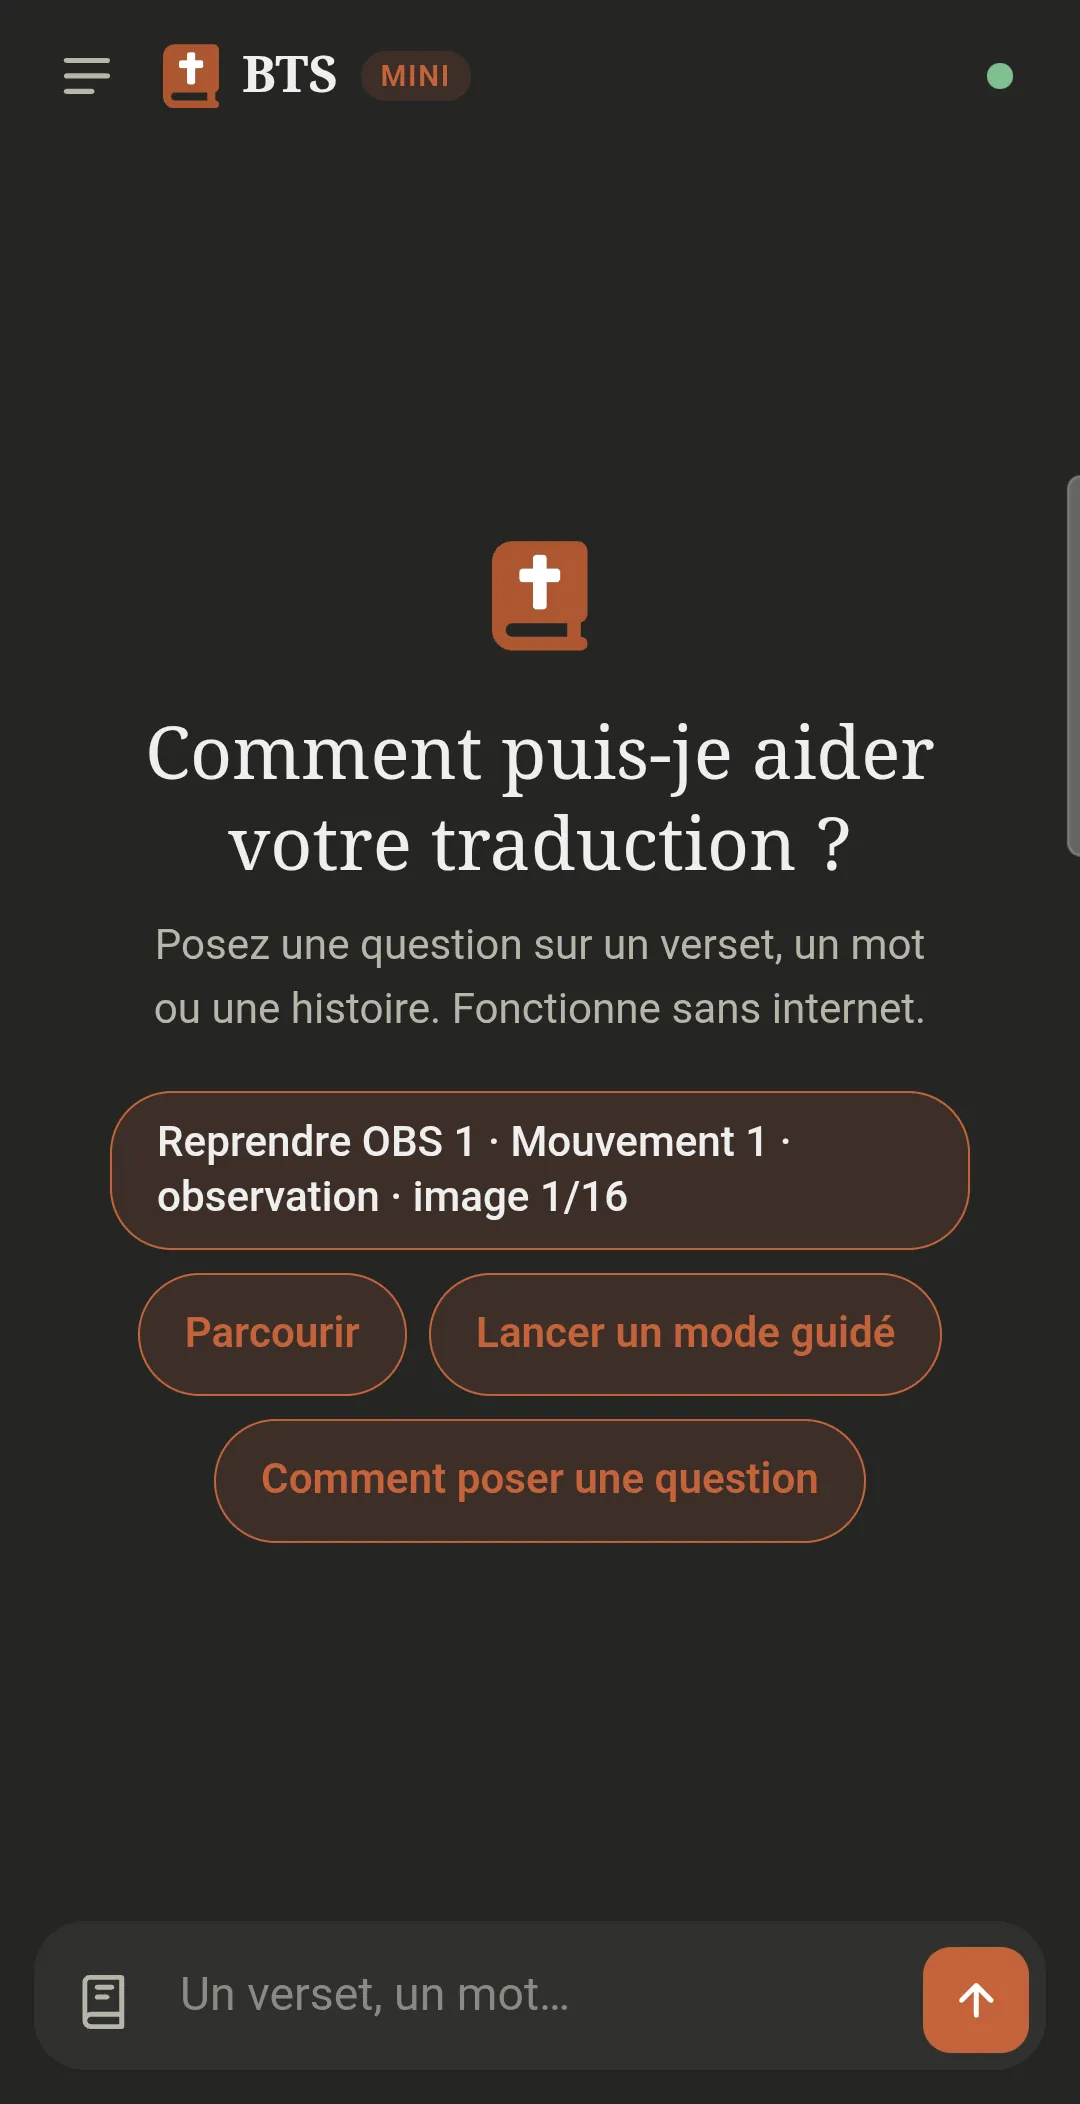 BTS MINI
Comment puis-je aider
votre traduction ?
Posez une question sur un verset, un mot
ou une histoire. Fonctionne sans internet.
Reprendre OBS 1 · Mouvement 1 ·
observation · image 1/16
Parcourir
Lancer un mode guidé
Comment poser une question
Un verset, un mot…